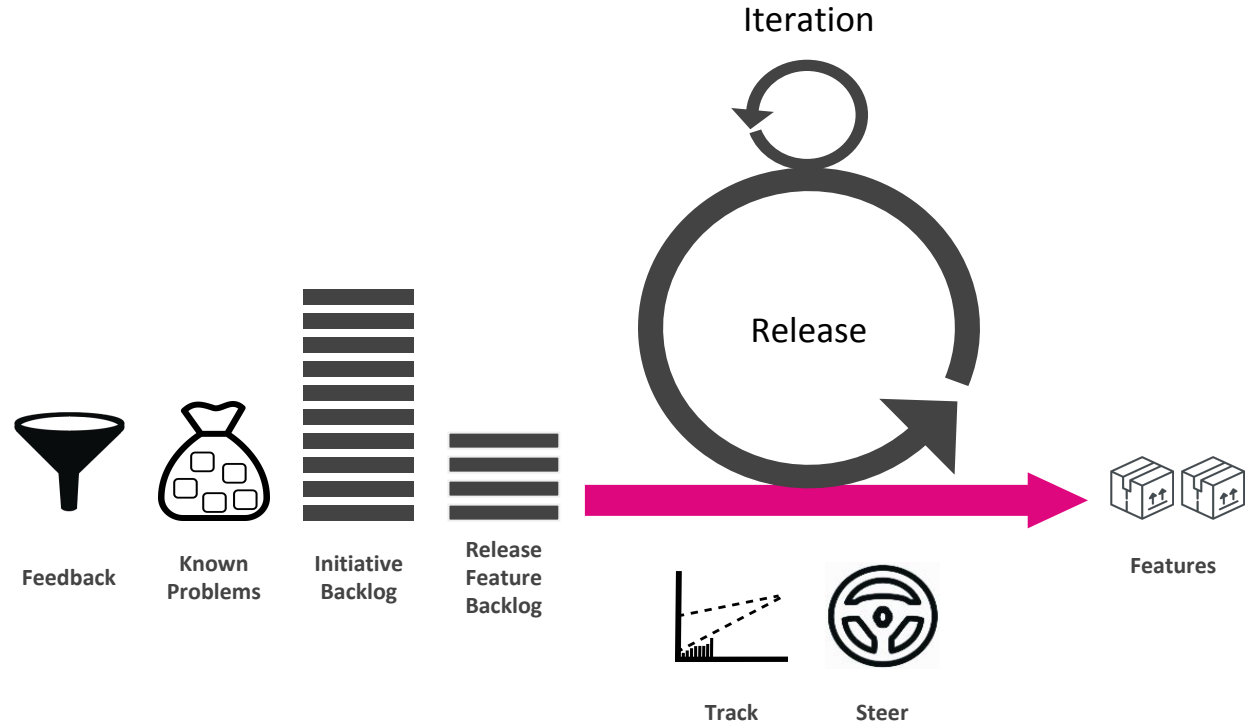 Iteration
Release
Feedback
Known
Problems
Initiative
Backlog
Release
Feature
Backlog
Features
Track
Steer